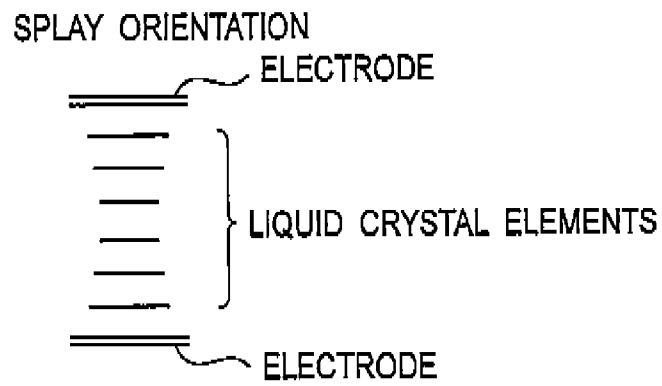 SPLAY ORIENTATION
ELECTRODE
LIQUID CRYSTAL ELEMENTS
ELECTRODE